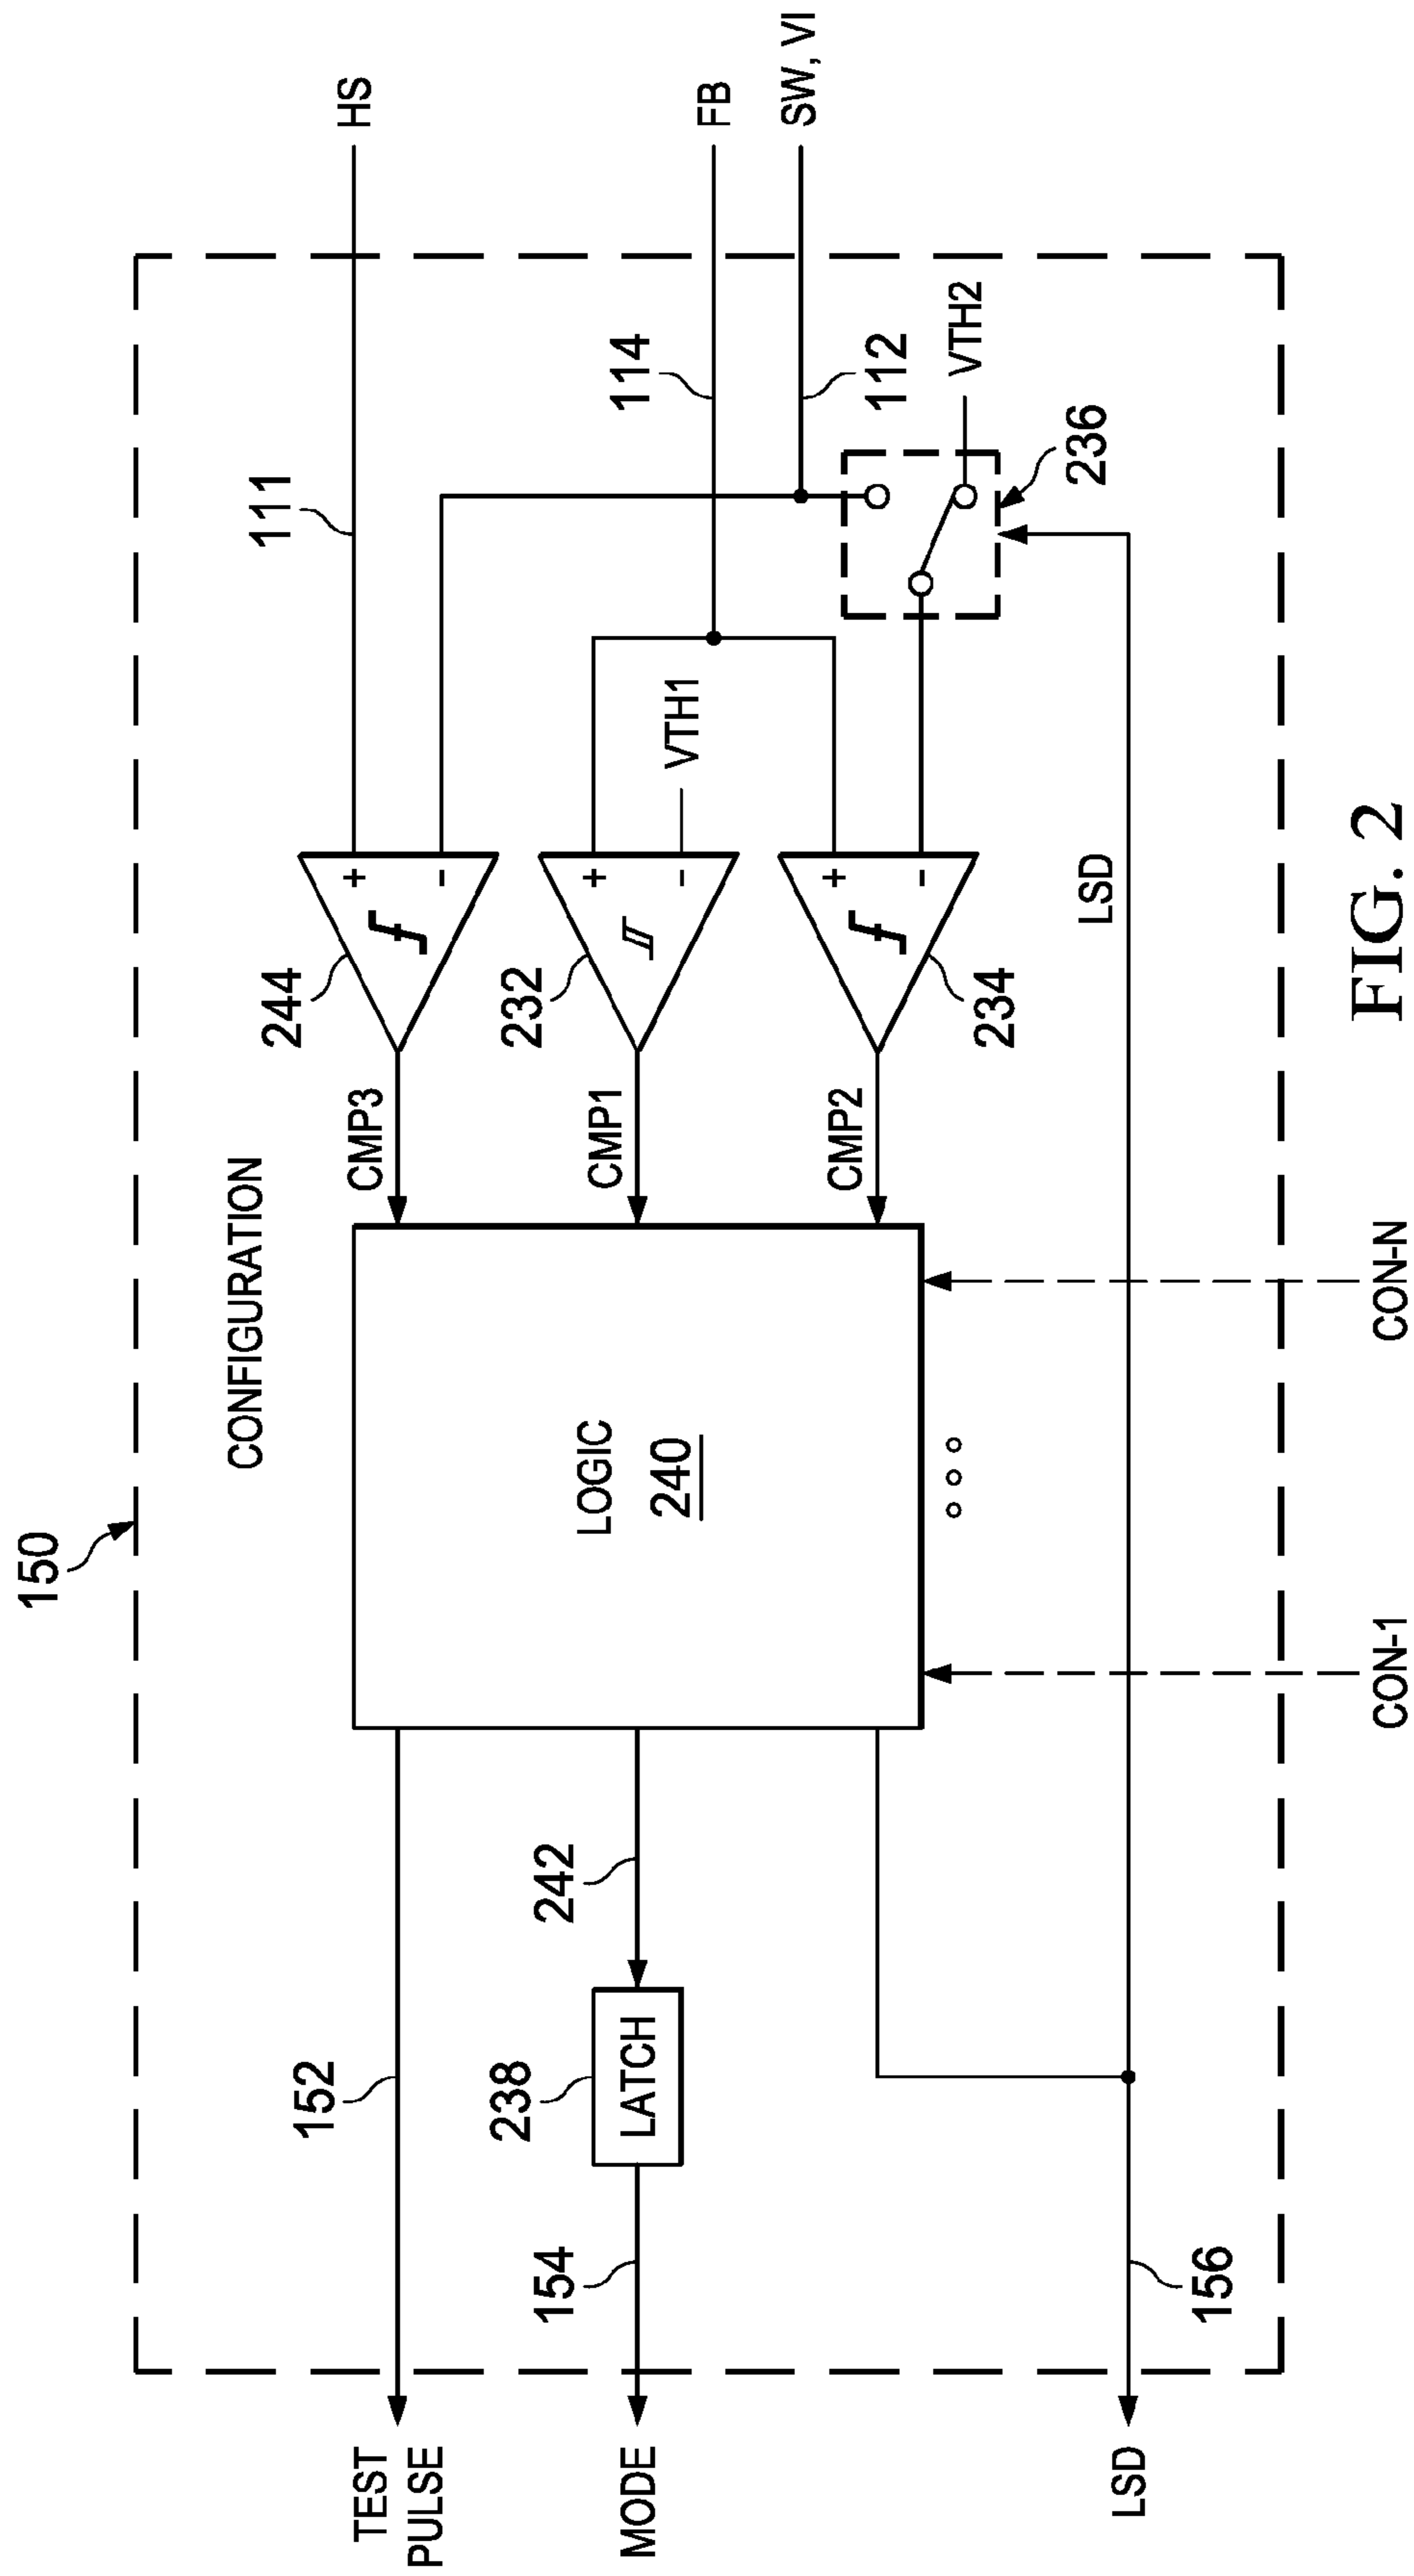 150
CONFIGURATION
TEST
PULSE
152
MODE
154
238
LATCH
242
LOGIC
240
CMP3
CMP1
CMP2
244
+
-
232
+
-
234
+
-
VTH1
111
HS
114
FB
112
SW, VI
VTH2
236
LSD
LSD
156
CON-1
CON-N
FIG. 2